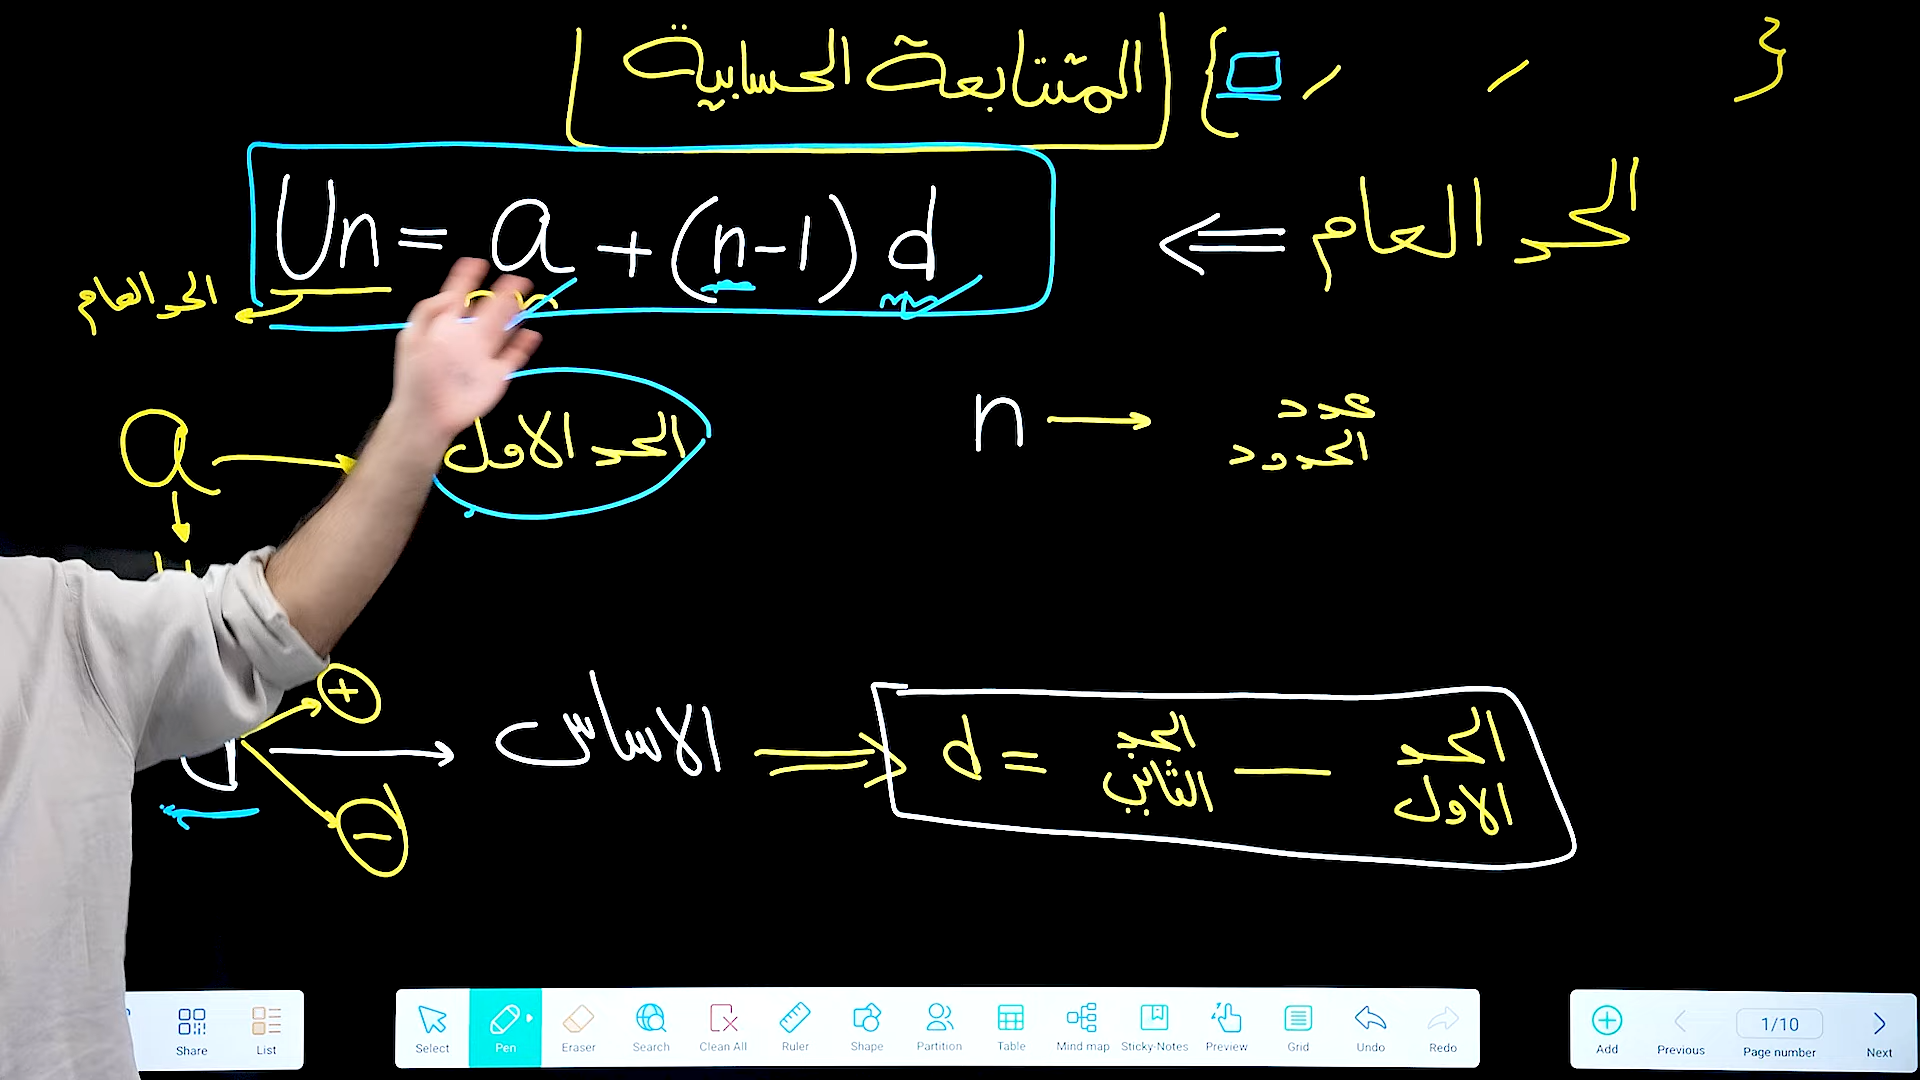 المتتابعة الحسابية { , , }
Un = a + (n-1) d ⇐ الحد العام
الحد العام
a → الحد الاول
n → عدد الحدود
d → الاساس ⇒ d = الحد الثاني — الحد الاول
+
−
Share
List
Select
Pen
Eraser
Search
Clean All
Ruler
Shape
Partition
Table
Mind map
Sticky-Notes
Preview
Grid
Undo
Redo
Add
Previous
1/10
Page number
Next